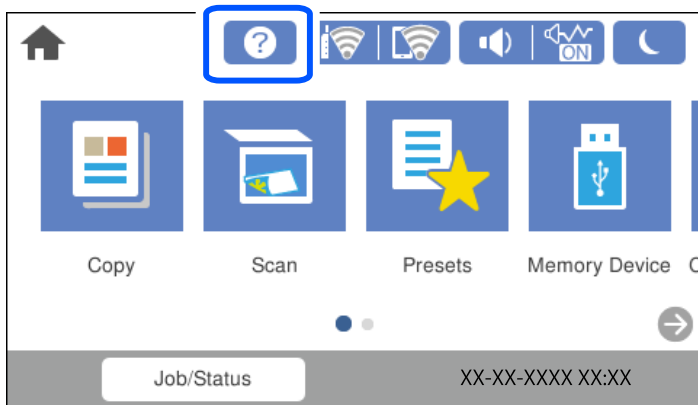 ?
ON
Copy Scan Presets Memory Device
Job/Status XX-XX-XXXX XX:XX